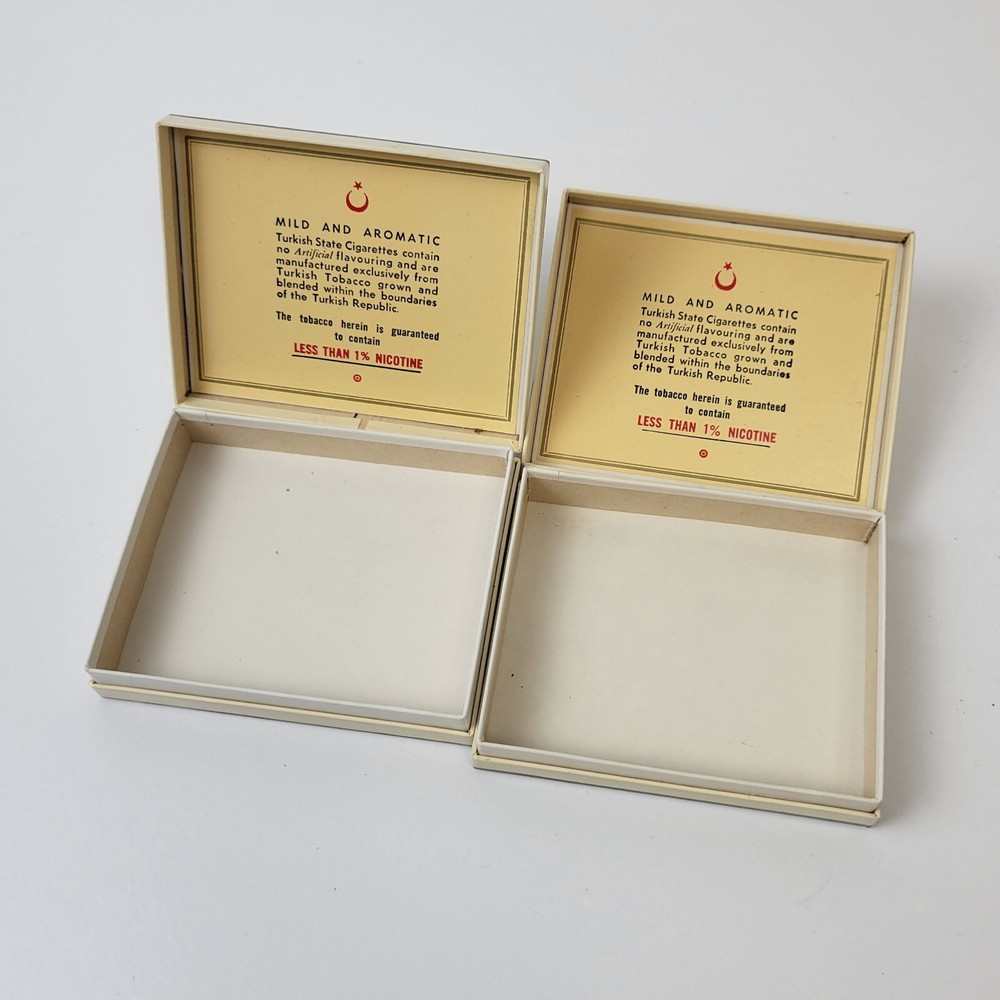 MILD AND AROMATIC
Turkish State Cigarettes contain
no Artificial flavouring and are
manufactured exclusively from
Turkish Tobacco grown and
blended within the boundaries
of the Turkish Republic.
The tobacco herein is guaranteed
to contain
LESS THAN 1% NICOTINE
MILD AND AROMATIC
Turkish State Cigarettes contain
no Artificial flavouring and are
manufactured exclusively from
Turkish Tobacco grown and
blended within the boundaries
of the Turkish Republic.
The tobacco herein is guaranteed
to contain
LESS THAN 1% NICOTINE